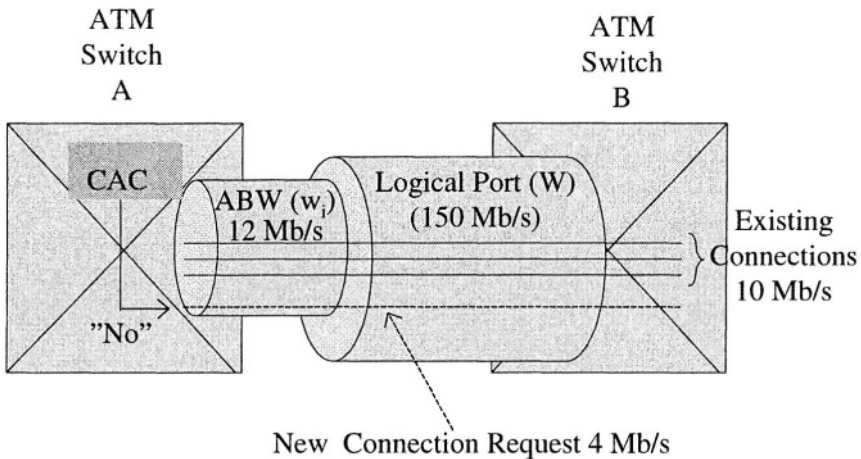 ATM
Switch
A
ATM
Switch
B
CAC
ABW (wi)
12 Mb/s
Logical Port (W)
(150 Mb/s)
Existing
Connections
10 Mb/s
"No"
New Connection Request 4 Mb/s